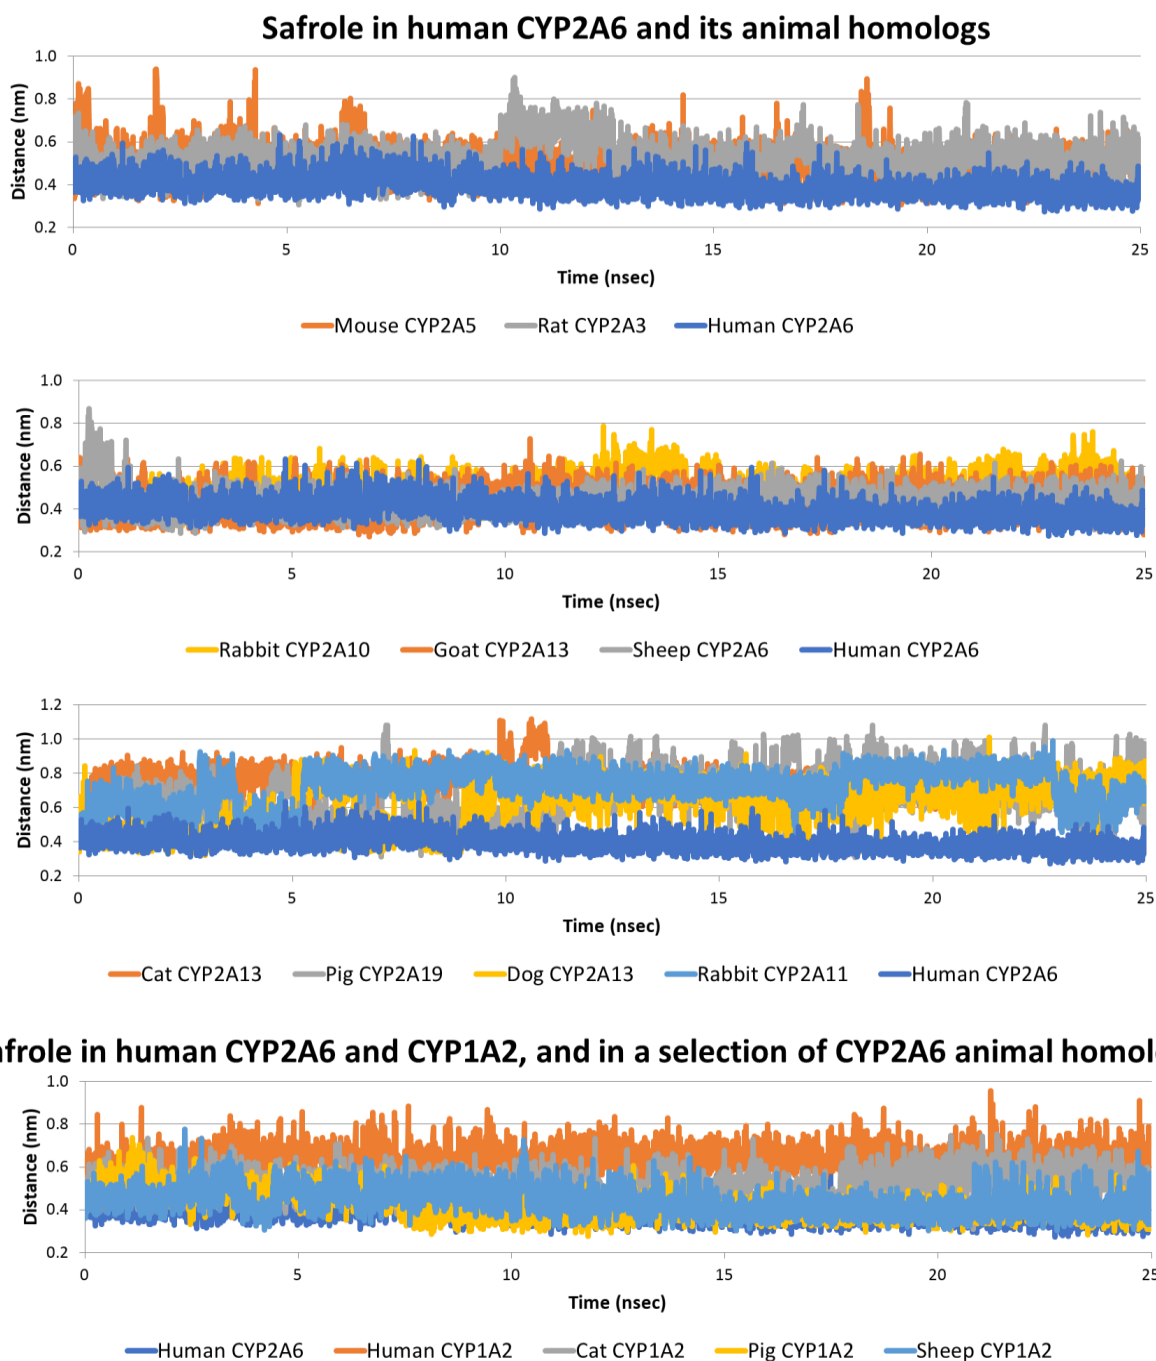 Safrole in human CYP2A6 and its animal homologs
1.0
0.8
0.6
0.4
0.2
Distance (nm)
0 5 10 15 20 25
Time (nsec)
Mouse CYP2A5 Rat CYP2A3 Human CYP2A6
1.0
0.8
0.6
0.4
0.2
Distance (nm)
0 5 10 15 20 25
Time (nsec)
Rabbit CYP2A10 Goat CYP2A13 Sheep CYP2A6 Human CYP2A6
1.2
1.0
0.8
0.6
0.4
0.2
Distance (nm)
0 5 10 15 20 25
Time (nsec)
Cat CYP2A13 Pig CYP2A19 Dog CYP2A13 Rabbit CYP2A11 Human CYP2A6
afrole in human CYP2A6 and CYP1A2, and in a selection of CYP2A6 animal homol
1.0
0.8
0.6
0.4
0.2
Distance (nm)
0 5 10 15 20 25
Time (nsec)
Human CYP2A6 Human CYP1A2 Cat CYP1A2 Pig CYP1A2 Sheep CYP1A2